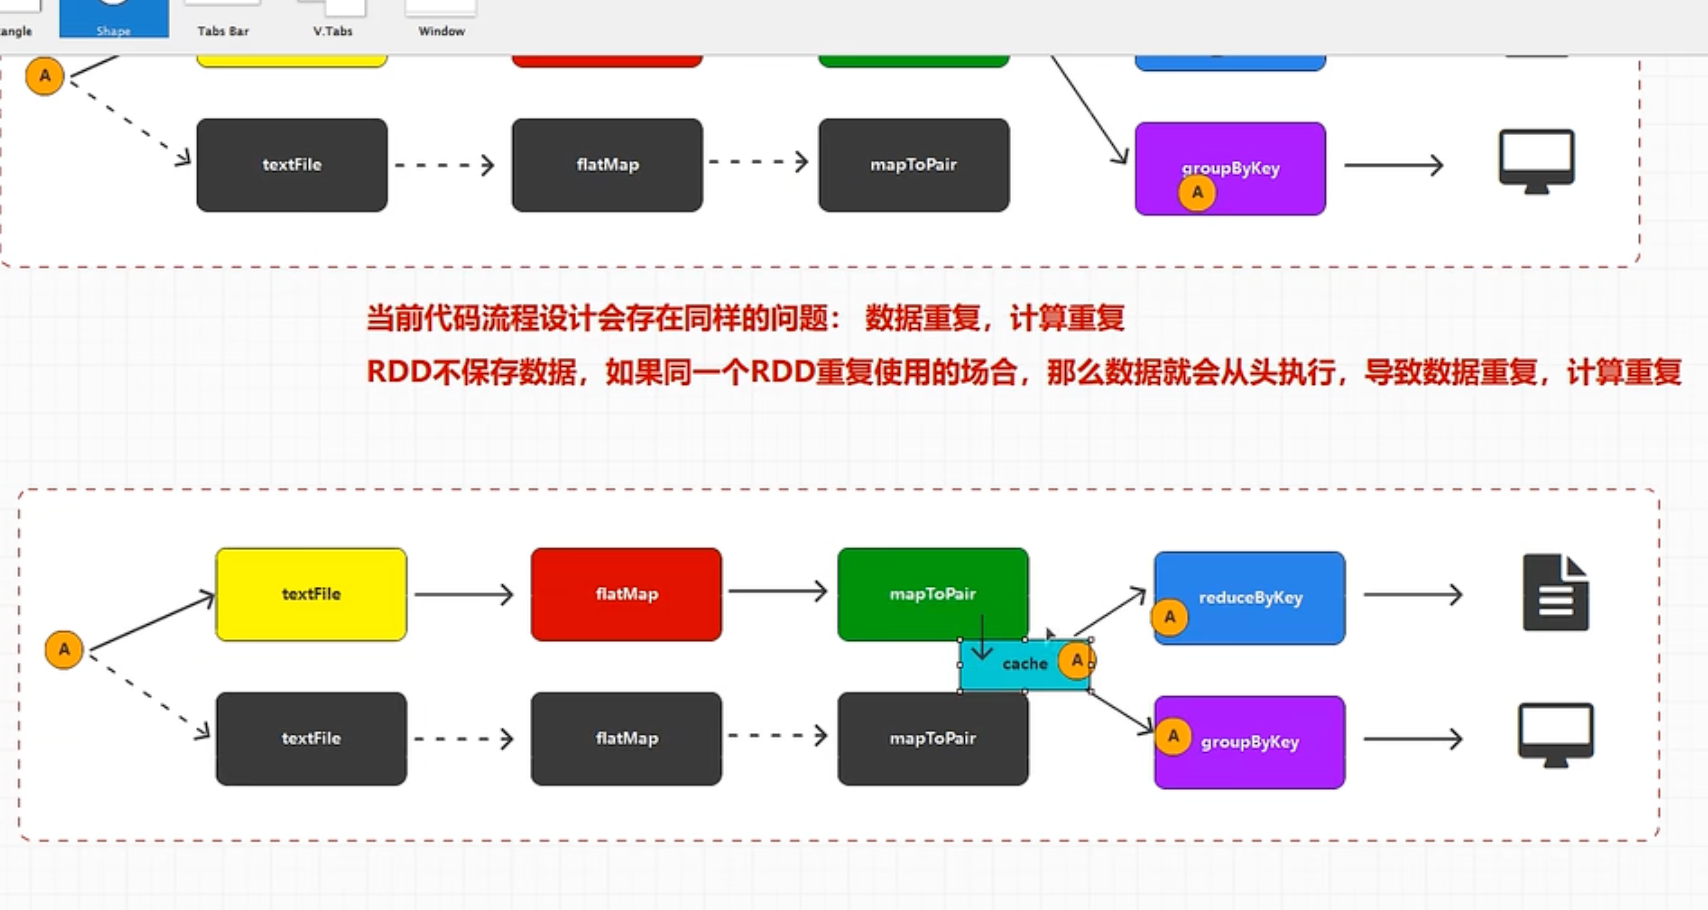 angle
Shape
Tabs Bar
V.Tabs
Window
A
textFile
flatMap
mapToPair
groupByKey
A
当前代码流程设计会存在同样的问题： 数据重复，计算重复
RDD不保存数据，如果同一个RDD重复使用的场合，那么数据就会从头执行，导致数据重复，计算重复
textFile
flatMap
mapToPair
reduceByKey
A
A
cache
A
textFile
flatMap
mapToPair
A
groupByKey